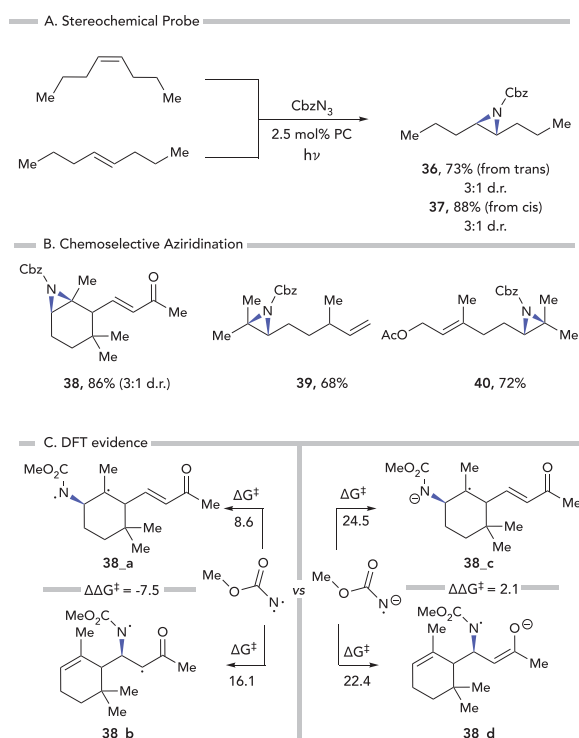 A. Stereochemical Probe
Me
Me
Me
Me
CbzN3
2.5 mol% PC
hν
Cbz
N
Me
Me
36, 73% (from trans)
3:1 d.r.
37, 88% (from cis)
3:1 d.r.
B. Chemoselective Aziridination
Cbz
N
Me
O
Me
Me
Me
38, 86% (3:1 d.r.)
Me
Me
N
Cbz
Me
39, 68%
Me
AcO
Cbz
N
Me
Me
40, 72%
C. DFT evidence
MeO2C
N
Me
O
Me
Me
Me
38_a
ΔG‡
8.6
ΔG‡
24.5
MeO2C
N
⊖
Me
O
Me
Me
Me
38_c
ΔΔG‡ = -7.5
Me
O
O
N
vs
Me
O
O
N
⊖
ΔΔG‡ = 2.1
MeO2C
N
Me
O
Me
Me
Me
38_b
ΔG‡
16.1
ΔG‡
22.4
MeO2C
N
Me
O
⊖
Me
Me
Me
38_d